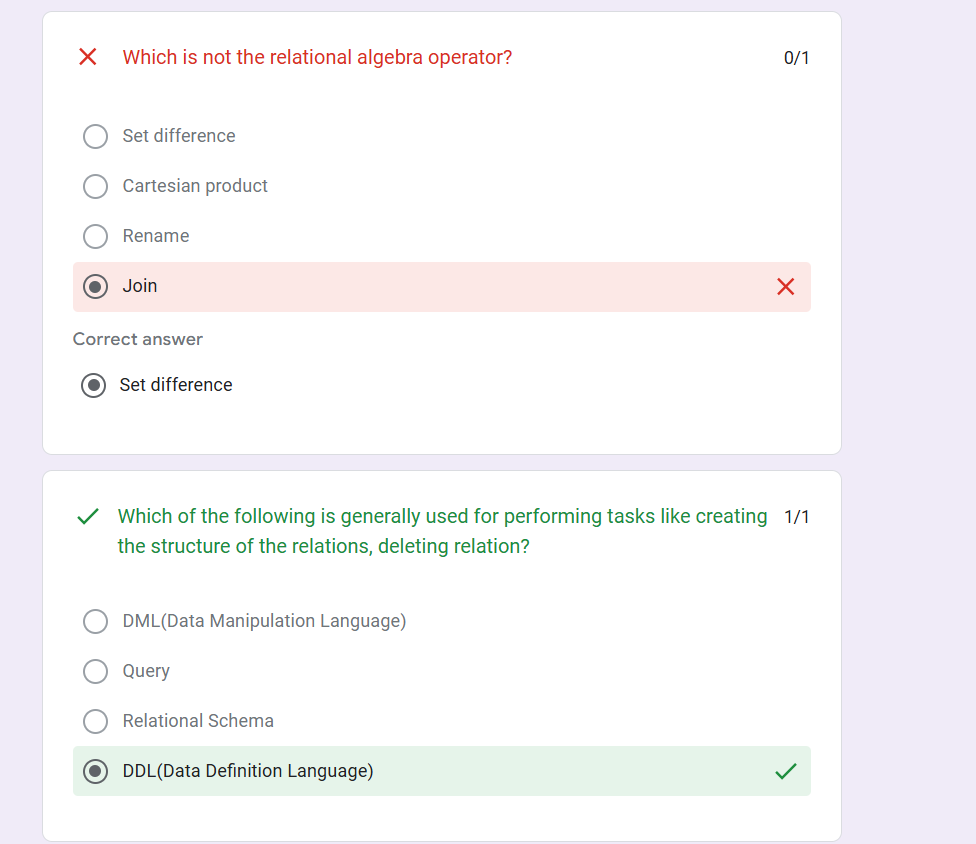 Which is not the relational algebra operator?
0/1
Set difference
Cartesian product
Rename
Join
Correct answer
Set difference
Which of the following is generally used for performing tasks like creating
1/1
the structure of the relations, deleting relation?
DML(Data Manipulation Language)
Query
Relational Schema
DDL(Data Definition Language)